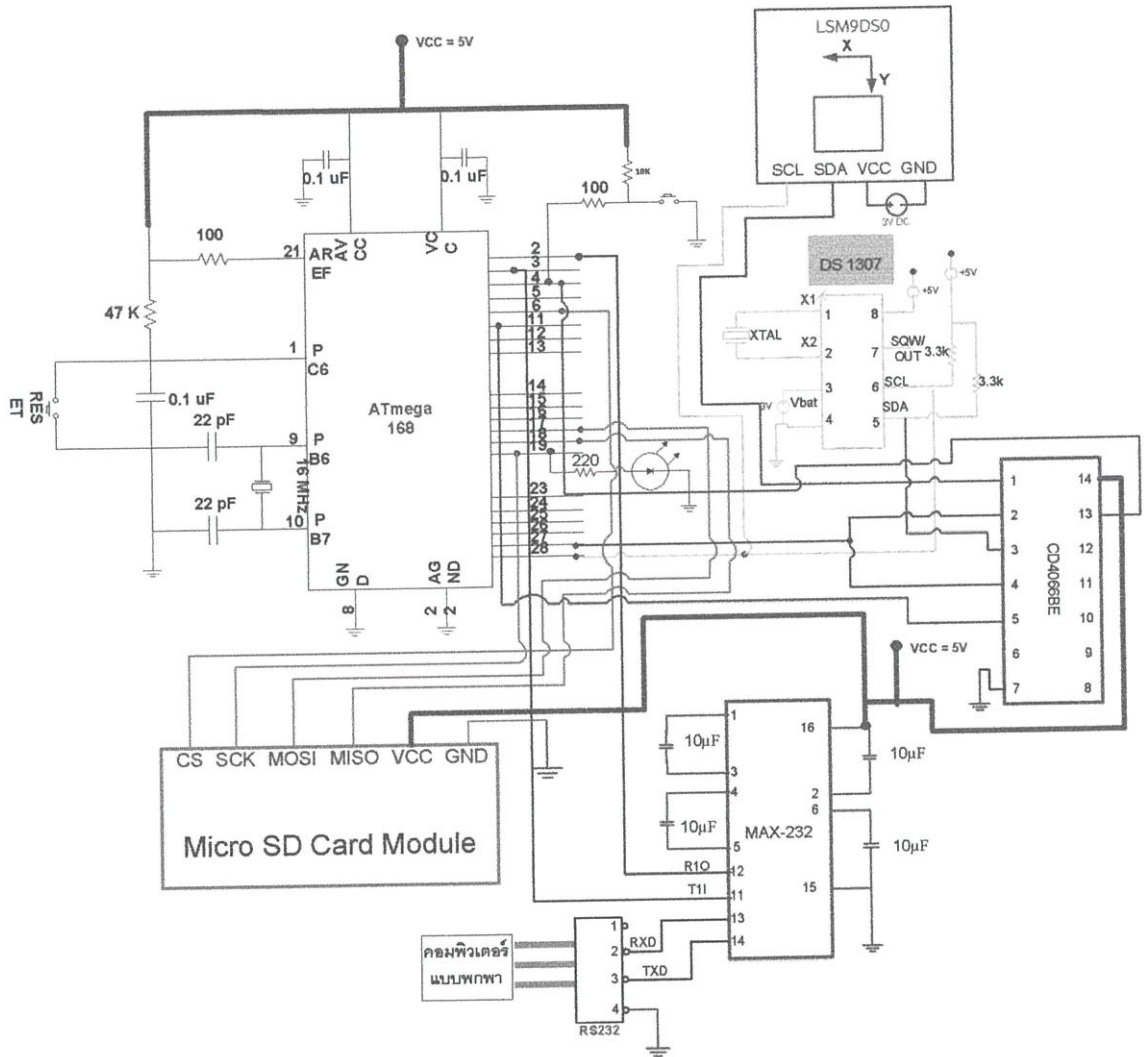 VCC = 5V
LSM9DS0
X
Y
SCL SDA VCC GND
3V DC
0.1 uF
0.1 uF
10K
100
100
21
AR
EF
AV
CC
VC
C
2
3
4
5
6
11
12
13
DS 1307
+5V
+5V
X1
1
8
XTAL
X2
2
7
SQW/
OUT
3.3k
3
6
SCL
3.3k
3V
Vbat
4
5
SDA
47 K
1
P
C6
RES
ET
0.1 uF
ATmega
168
14
15
16
7
8
19
22 pF
9
P
B6
16 MHz
220
22 pF
10
P
B7
23
24
25
26
27
28
1
14
2
13
3
12
4
11
5
10
6
9
7
8
CD4066BE
GN
D
AG
ND
8
2
2
VCC = 5V
CS SCK MOSI MISO VCC GND
Micro SD Card Module
10µF
1
16
10µF
3
2
4
6
10µF
MAX-232
10µF
5
R1O
12
T1I
11
15
13
14
คอมพิวเตอร์
แบบพกพา
1
2
RXD
3
TXD
4
RS232